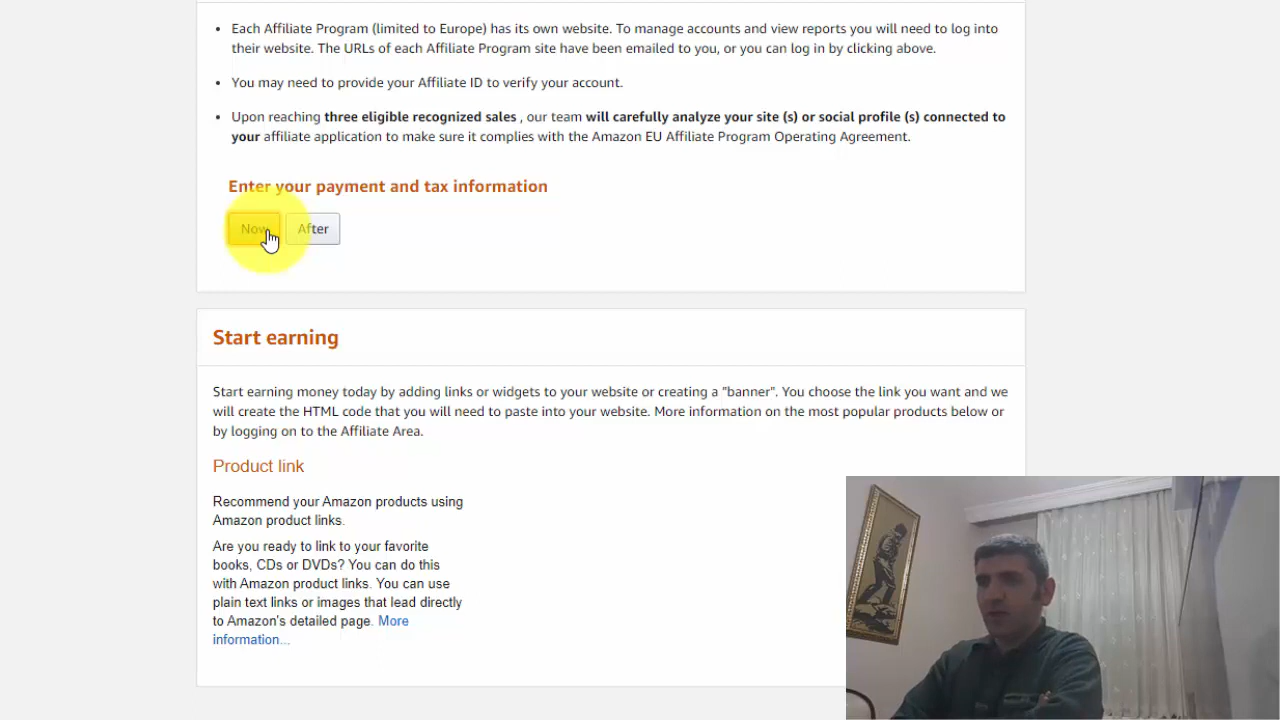 Each Affiliate Program (limited to Europe) has its own website. To manage accounts and view reports you will need to log into
their website. The URLs of each Affiliate Program site have been emailed to you, or you can log in by clicking above.
You may need to provide your Affiliate ID to verify your account.
Upon reaching three eligible recognized sales , our team will carefully analyze your site (s) or social profile (s) connected to
your affiliate application to make sure it complies with the Amazon EU Affiliate Program Operating Agreement.
Enter your payment and tax information
Now After
Start earning
Start earning money today by adding links or widgets to your website or creating a "banner". You choose the link you want and we
will create the HTML code that you will need to paste into your website. More information on the most popular products below or
by logging on to the Affiliate Area.
Product link
Recommend your Amazon products using
Amazon product links.
Are you ready to link to your favorite
books, CDs or DVDs? You can do this
with Amazon product links. You can use
plain text links or images that lead directly
to Amazon's detailed page. More
information...